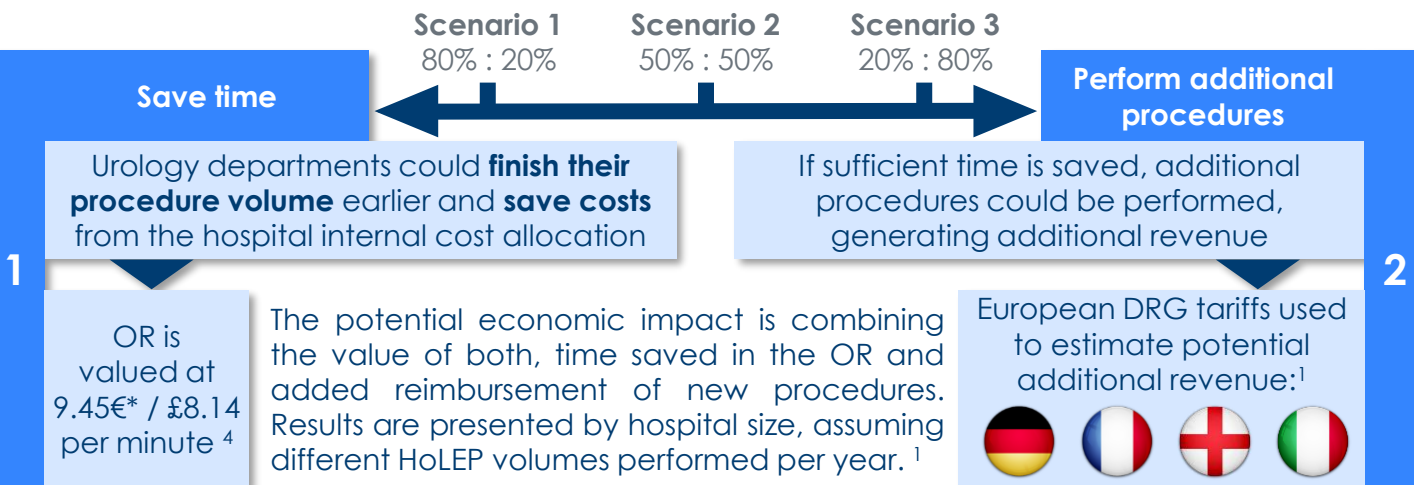 Scenario 1
80% : 20%
Scenario 2
50% : 50%
Scenario 3
20% : 80%
Save time
Perform additional
procedures
1
Urology departments could finish their
procedure volume earlier and save costs
from the hospital internal cost allocation
If sufficient time is saved, additional
procedures could be performed,
generating additional revenue
2
OR is
valued at
9.45€* / £8.14
per minute ⁴
The potential economic impact is combining
the value of both, time saved in the OR and
added reimbursement of new procedures.
Results are presented by hospital size, assuming
different HoLEP volumes performed per year. ¹
European DRG tariffs used
to estimate potential
additional revenue:¹